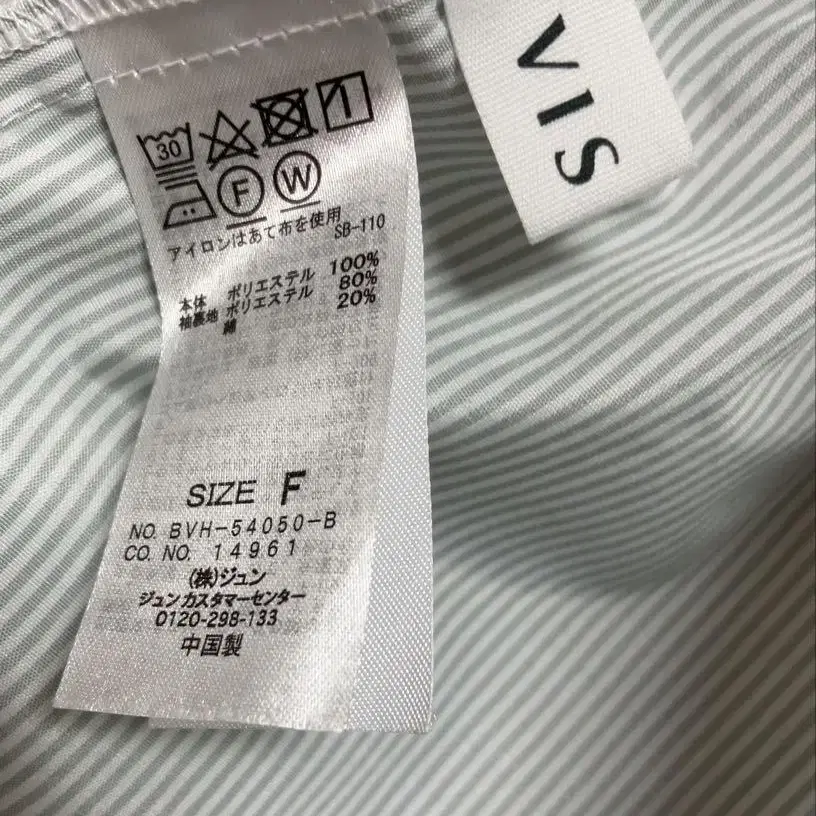 VIS
30
F W
アイロンはあて布を使用
SB-110
本体 ポリエステル 100%
袖裏地 ポリエステル 80%
綿 20%
SIZE F
NO. BVH-54050-B
CO. NO. 14961
(株)ジュン
ジュンカスタマーセンター
0120-298-133
中国製